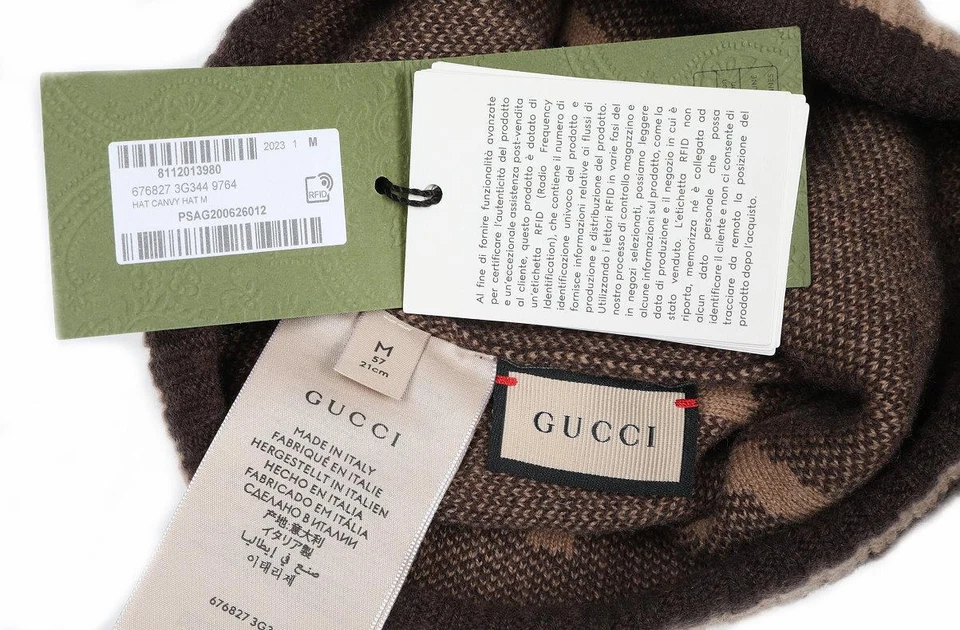 2023 1 M
8112013980
676827 3G344 9764
HAT CANVY HAT M
PSAG200626012
RFID
Al fine di fornire funzionalità avanzate
per certificare l'autenticità del prodotto
e un'eccezionale assistenza post-vendita
al cliente, questo prodotto è dotato di
un'etichetta RFID (Radio Frequency
Identification), che contiene il numero di
identificazione univoco del prodotto e
fornisce informazioni relative ai flussi di
produzione e distribuzione del prodotto.
Utilizzando i lettori RFID in varie fasi del
nostro processo di controllo magazzino e
in negozi selezionati, possiamo leggere
alcune informazioni sul prodotto, come la
data di produzione e il negozio in cui è
stato venduto. L'etichetta RFID non
riporta, memorizza né è collegata ad
alcun dato personale che possa
identificare il cliente e non ci consente di
tracciare da remoto la posizione del
prodotto dopo l'acquisto.
M
57
21cm
GUCCI
MADE IN ITALY
FABRIQUÉ EN ITALIE
HERGESTELLT IN ITALIEN
HECHO EN ITALIA
FABRICADO EM ITÁLIA
СДЕЛАНО В ИТАЛИИ
产地:意大利
イタリア製
صنع في إيطاليا
이태리제
676827 3G3
GUCCI